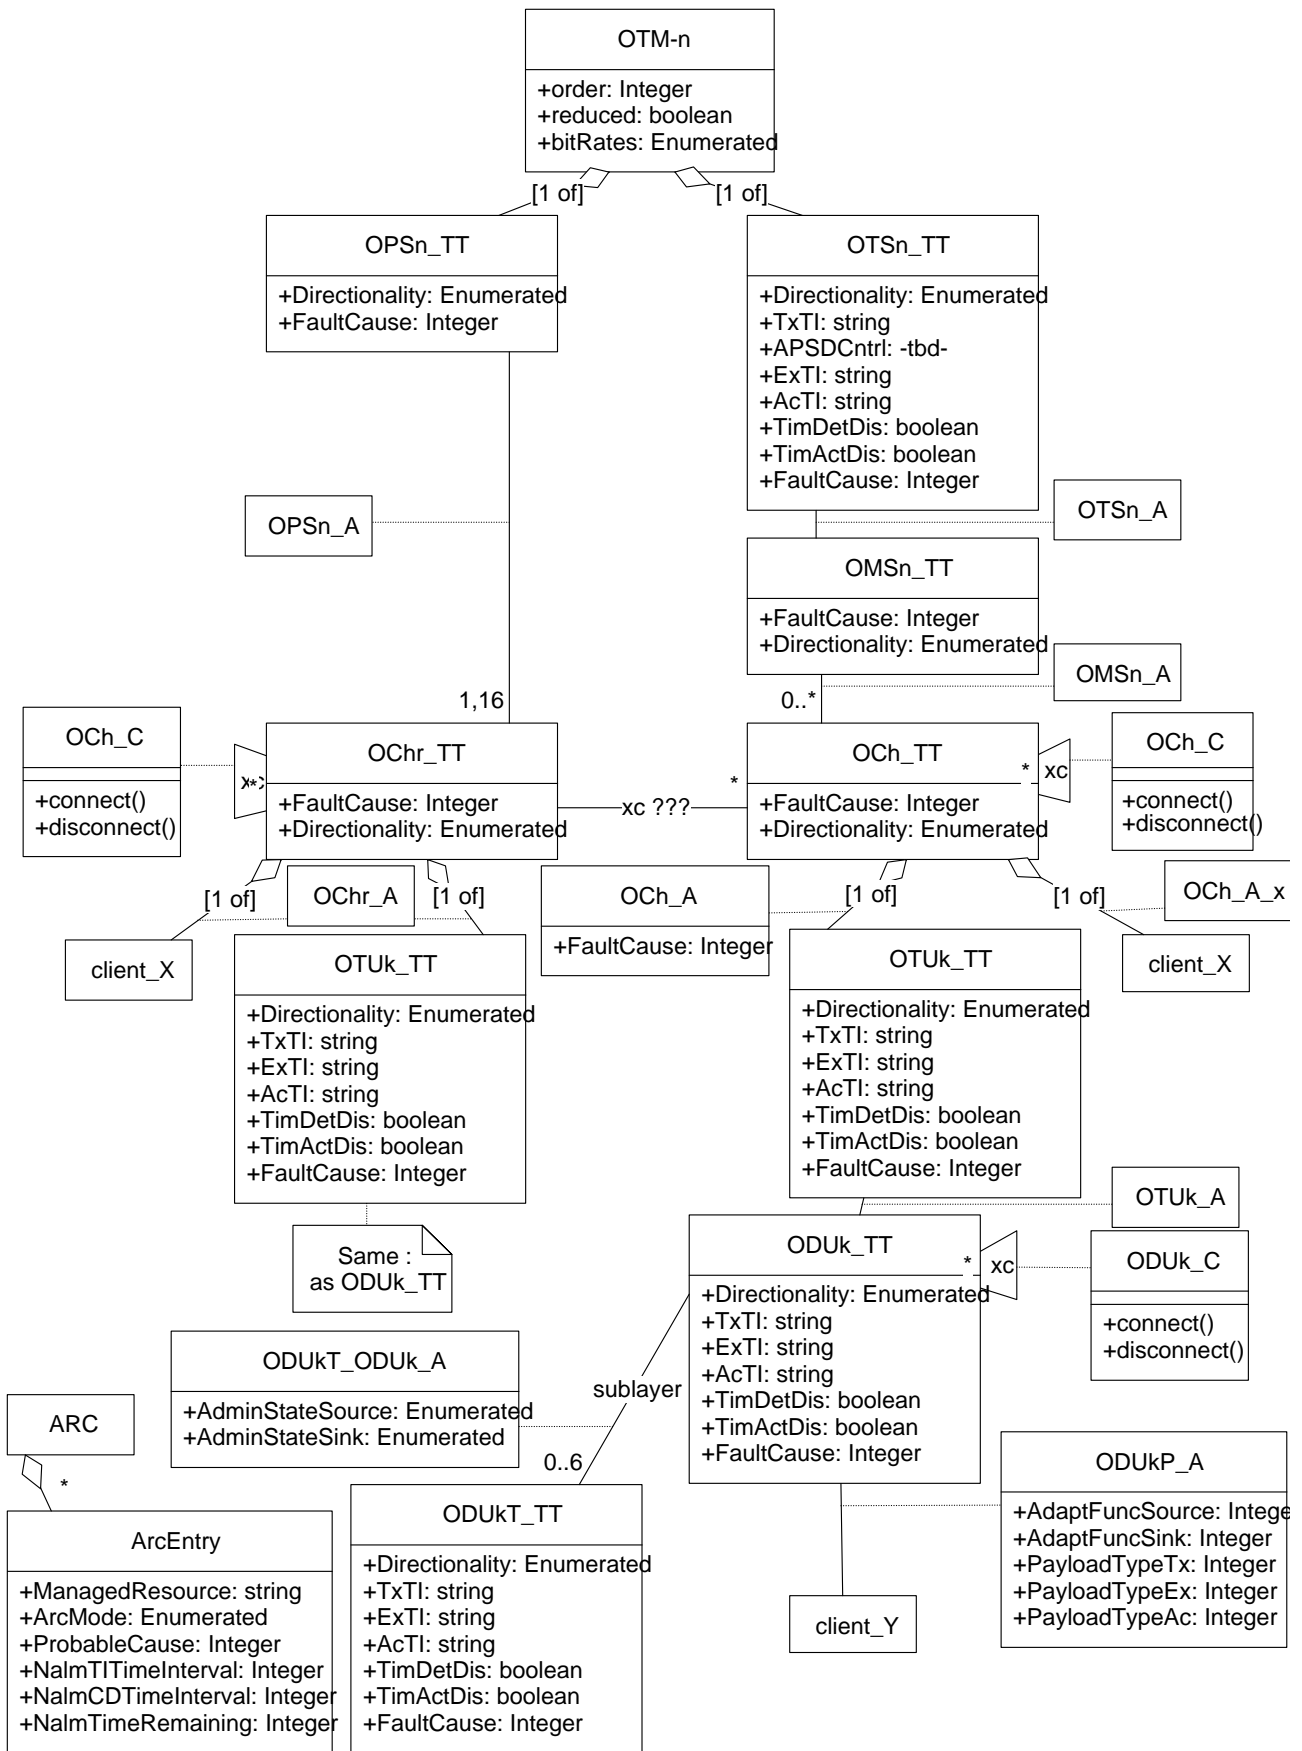 OTM-n
+order: Integer
+reduced: boolean
+bitRates: Enumerated
[1 of]
[1 of]
OPSn_TT
+Directionality: Enumerated
+FaultCause: Integer
OTSn_TT
+Directionality: Enumerated
+TxTI: string
+APSDCntrl: -tbd-
+ExTI: string
+AcTI: string
+TimDetDis: boolean
+TimActDis: boolean
+FaultCause: Integer
OPSn_A
OTSn_A
OMSn_TT
+FaultCause: Integer
+Directionality: Enumerated
OMSn_A
1,16
0..*
OCh_C
+connect()
+disconnect()
*
OChr_TT
+FaultCause: Integer
+Directionality: Enumerated
xc ???
*
OCh_TT
+FaultCause: Integer
+Directionality: Enumerated
*
xc
OCh_C
+connect()
+disconnect()
[1 of]
OChr_A
[1 of]
OCh_A
+FaultCause: Integer
[1 of]
[1 of]
OCh_A_x
client_X
OTUk_TT
+Directionality: Enumerated
+TxTI: string
+ExTI: string
+AcTI: string
+TimDetDis: boolean
+TimActDis: boolean
+FaultCause: Integer
OTUk_TT
+Directionality: Enumerated
+TxTI: string
+ExTI: string
+AcTI: string
+TimDetDis: boolean
+TimActDis: boolean
+FaultCause: Integer
client_X
OTUk_A
Same :
as ODUk_TT
ODUk_TT
+Directionality: Enumerated
+TxTI: string
+ExTI: string
+AcTI: string
+TimDetDis: boolean
+TimActDis: boolean
+FaultCause: Integer
*
xc
ODUk_C
+connect()
+disconnect()
ODUkT_ODUk_A
+AdminStateSource: Enumerated
+AdminStateSink: Enumerated
sublayer
0..6
ARC
*
ArcEntry
+ManagedResource: string
+ArcMode: Enumerated
+ProbableCause: Integer
+NalmTITimeInterval: Integer
+NalmCDTimeInterval: Integer
+NalmTimeRemaining: Integer
ODUkT_TT
+Directionality: Enumerated
+TxTI: string
+ExTI: string
+AcTI: string
+TimDetDis: boolean
+TimActDis: boolean
+FaultCause: Integer
ODUkP_A
+AdaptFuncSource: Intege
+AdaptFuncSink: Integer
+PayloadTypeTx: Integer
+PayloadTypeEx: Integer
+PayloadTypeAc: Integer
client_Y